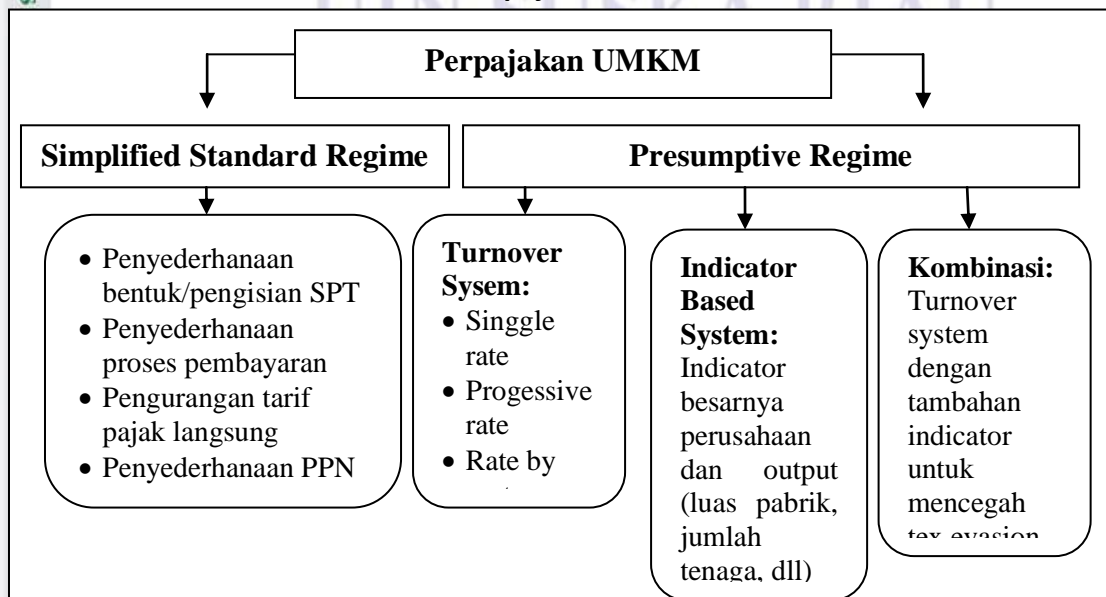 Perpajakan UMKM
Simplified Standard Regime
Presumptive Regime
• Penyederhanaan
bentuk/pengisian SPT
• Penyederhanaan
proses pembayaran
• Pengurangan tarif
pajak langsung
• Penyederhanaan PPN
Turnover
Sysem:
• Singgle
rate
• Progessive
rate
• Rate by
Indicator
Based
System:
Indicator
besarnya
perusahaan
dan output
(luas pabrik,
jumlah
tenaga, dll)
Kombinasi:
Turnover
system
dengan
tambahan
indicator
untuk
mencegah
tex evasion